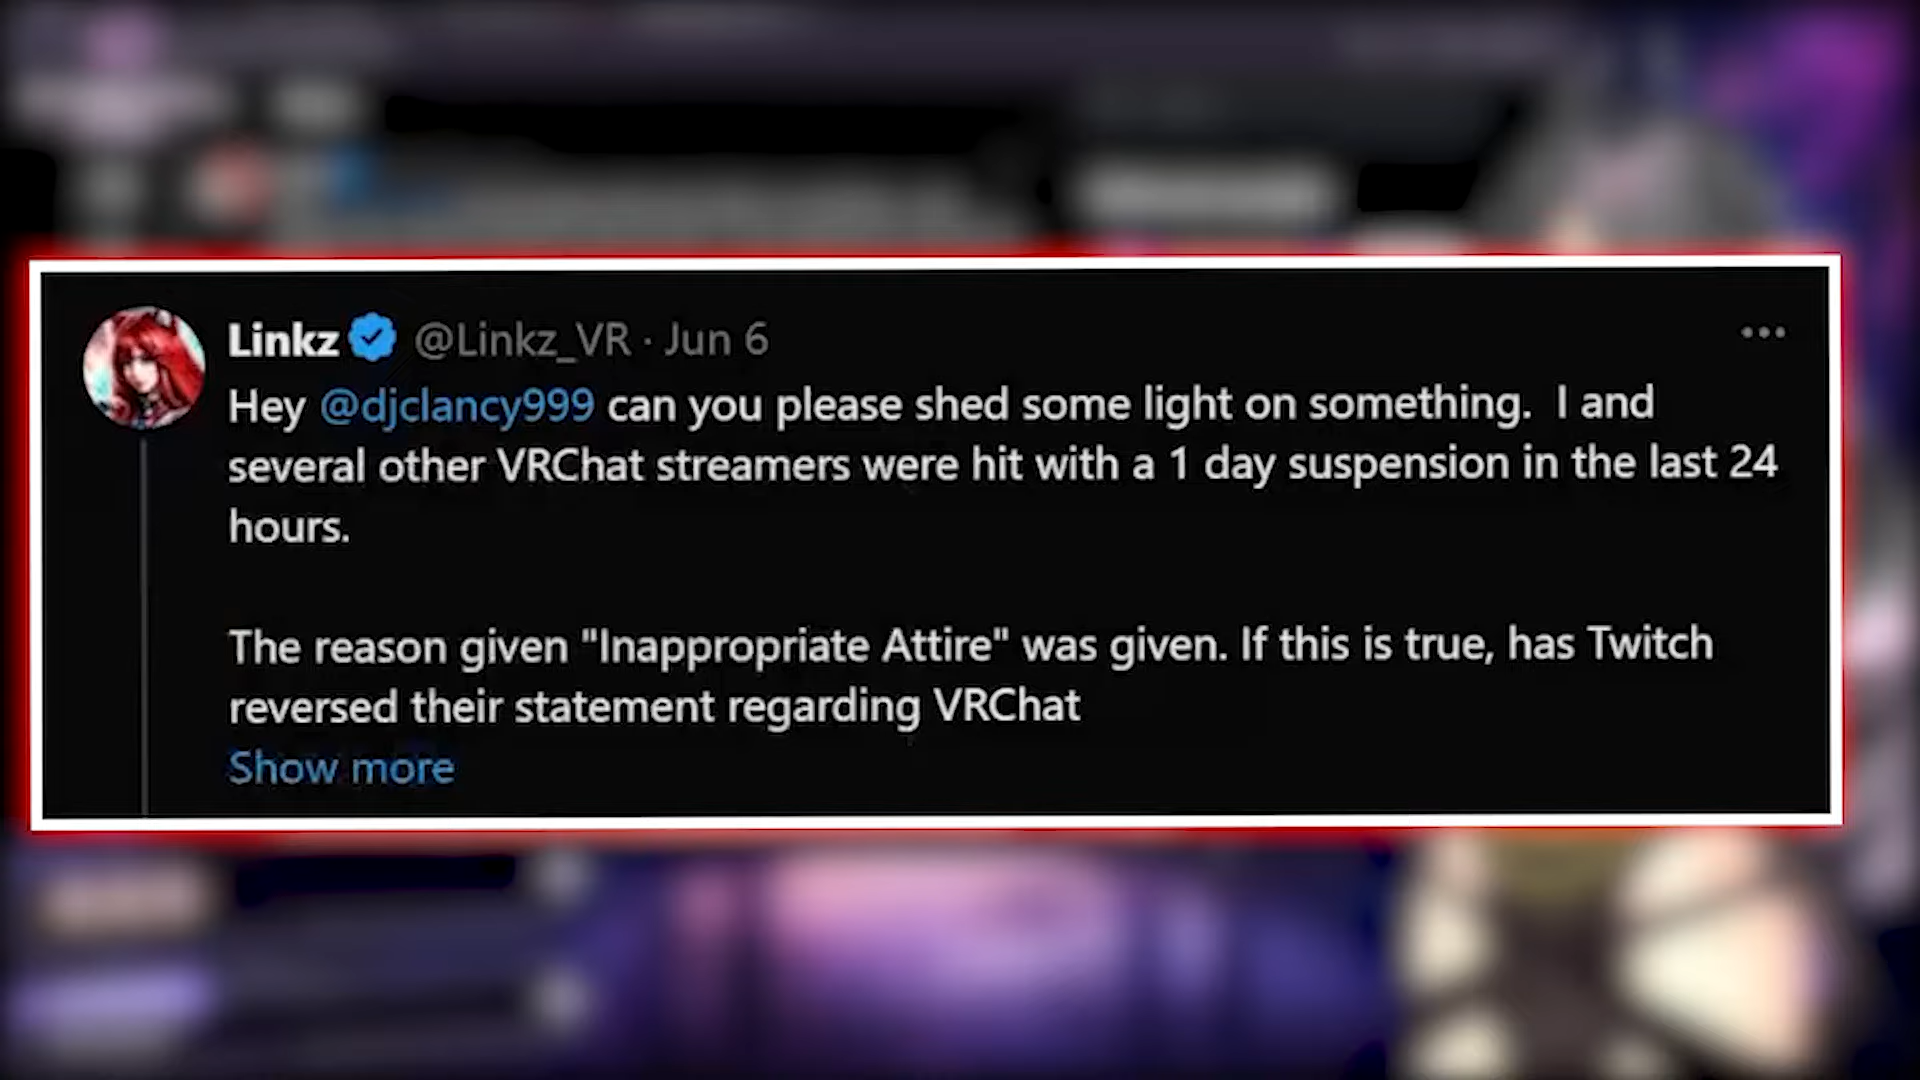 Linkz @Linkz_VR · Jun 6
Hey @djclancy999 can you please shed some light on something.  I and
several other VRChat streamers were hit with a 1 day suspension in the last 24
hours.
The reason given "Inappropriate Attire" was given. If this is true, has Twitch
reversed their statement regarding VRChat
Show more